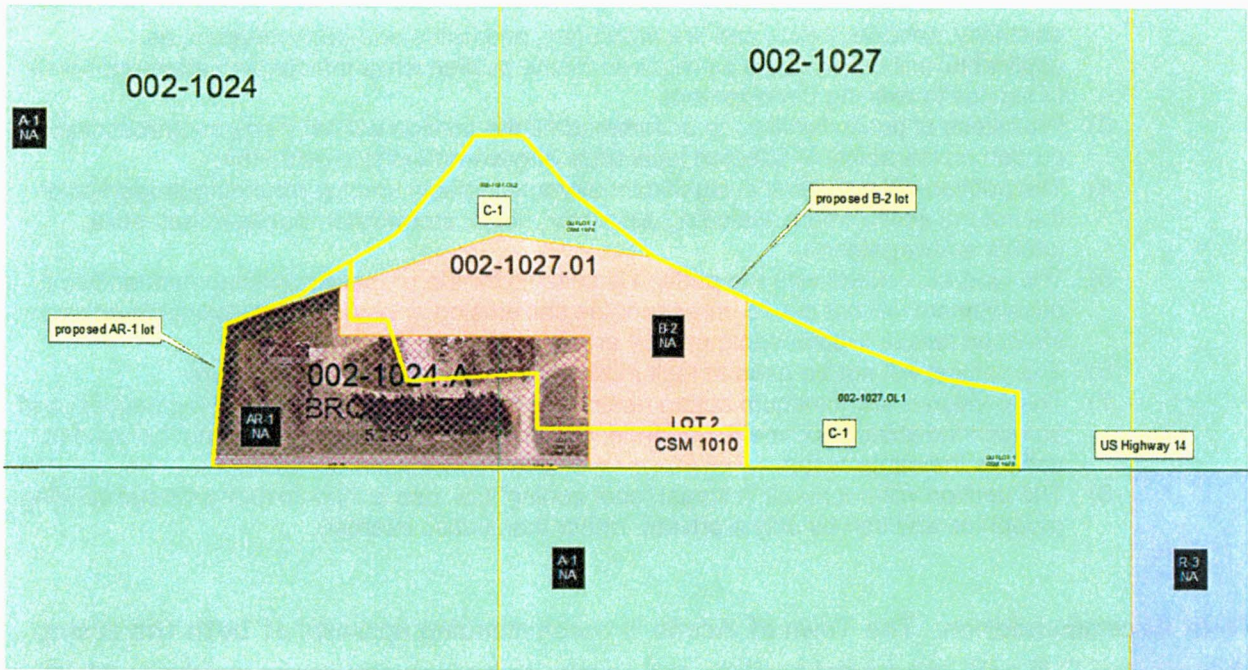 002-1024
002-1027
A-1
NA
C-1
proposed B-2 lot
002-1027.01
proposed AR-1 lot
B-2
NA
002-1024.A
002-1027.OL1
AR-1
NA
LOT 2
CSM 1010
C-1
US Highway 14
A-1
NA
R-3
NA